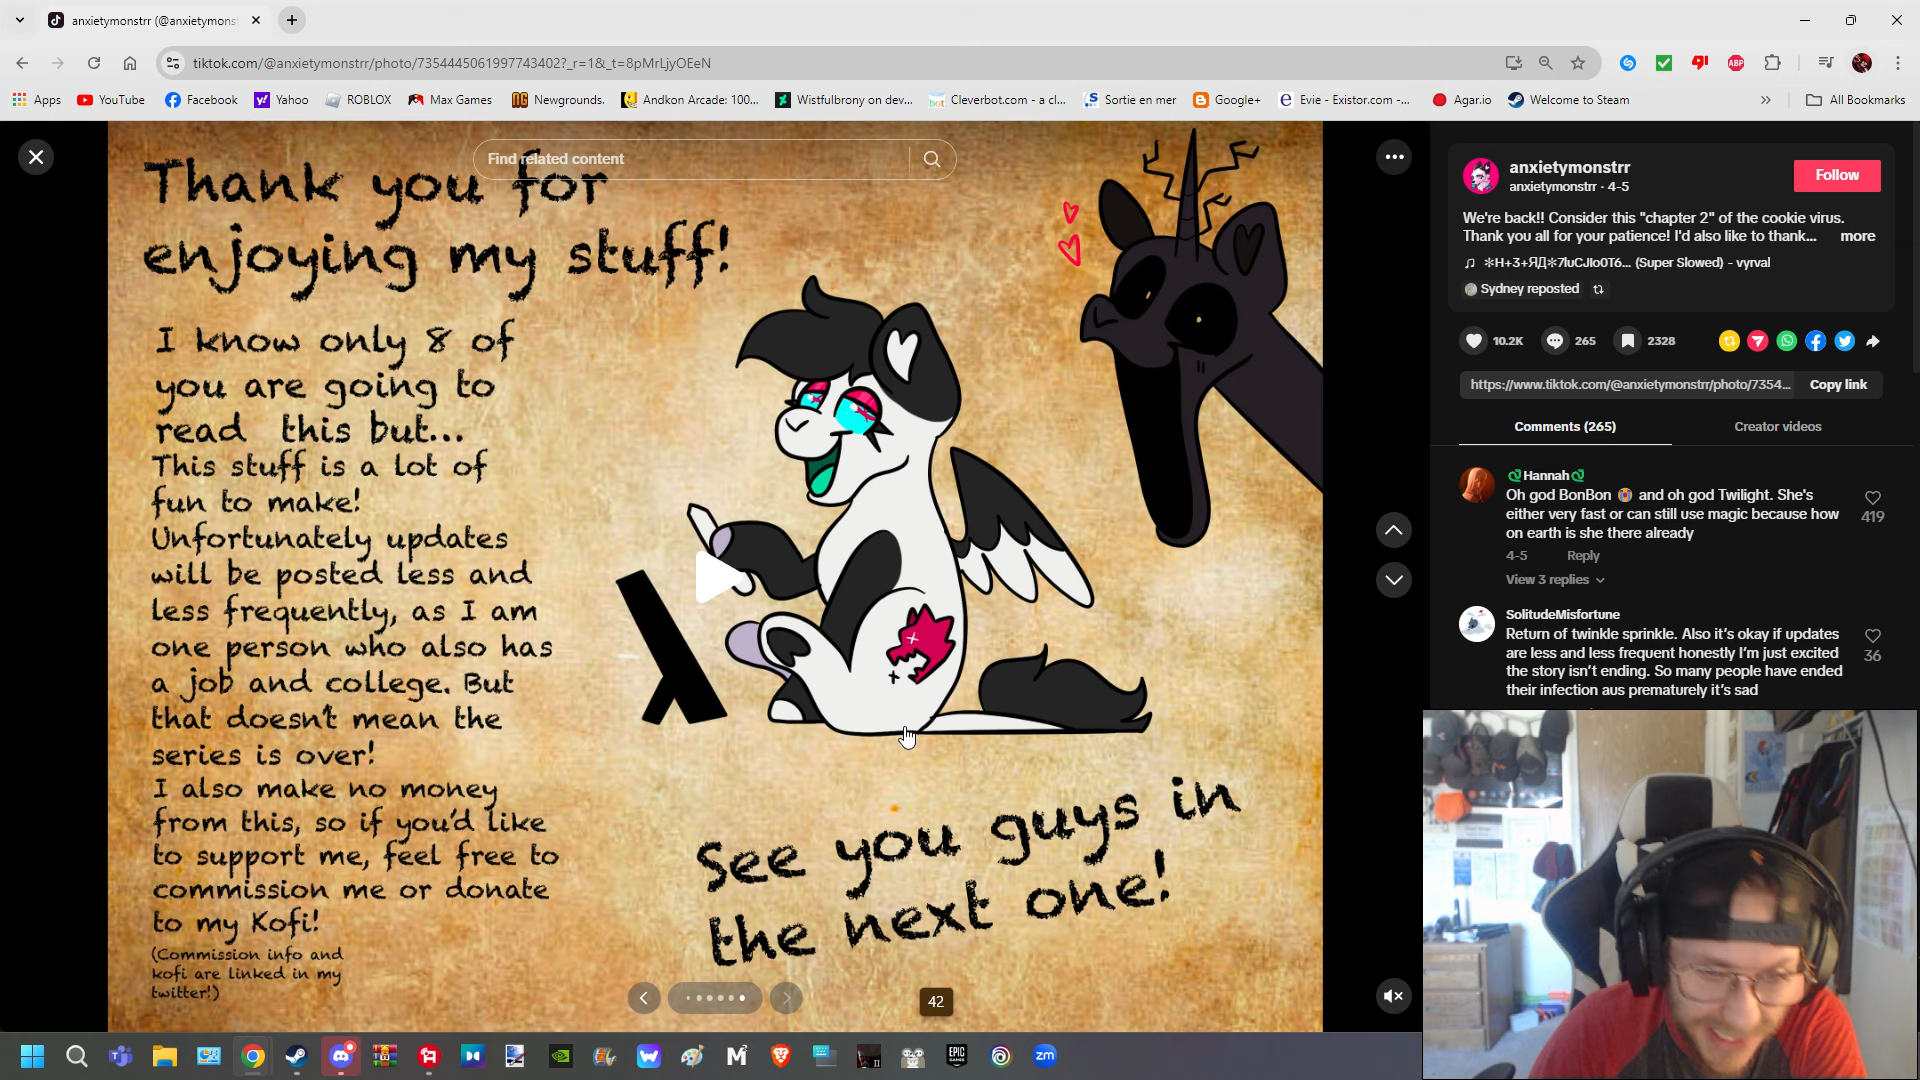 anxietymonstrr (@anxietymonst
tiktok.com/@anxietymonstrr/photo/7354445061997743402?_r=1&_t=8pMrLjyOEeN
Apps
YouTube
Facebook
Yahoo
ROBLOX
Max Games
Newgrounds.
Andkon Arcade: 100...
Wistfulbrony on dev...
Cleverbot.com - a cl...
Sortie en mer
Google+
Evie - Existor.com -...
Agar.io
Welcome to Steam
All Bookmarks
Find related content
Thank you for
enjoying my stuff!
I know only 8 of
you are going to
read this but...
This stuff is a lot of
fun to make!
Unfortunately updates
will be posted less and
less frequently, as I am
one person who also has
a job and college. But
that doesn't mean the
series is over!
I also make no money
from this, so if you'd like
to support me, feel free to
commission me or donate
to my Kofi!
(Commission info and
kofi are linked in my
twitter!)
See you guys in
the next one!
42
anxietymonstrr
anxietymonstrr · 4-5
Follow
We're back!! Consider this "chapter 2" of the cookie virus.
Thank you all for your patience! I'd also like to thank... more
(Super Slowed) - vyrval
Sydney reposted
10.2K
265
2328
https://www.tiktok.com/@anxietymonstrr/photo/7354...
Copy link
Comments (265)
Creator videos
Hannah
Oh god BonBon 😭 and oh god Twilight. She's
either very fast or can still use magic because how
on earth is she there already
419
4-5 Reply
View 3 replies
SolitudeMisfortune
Return of twinkle sprinkle. Also it's okay if updates
are less and less frequent honestly I'm just excited
the story isn't ending. So many people have ended
their infection aus prematurely it's sad
36